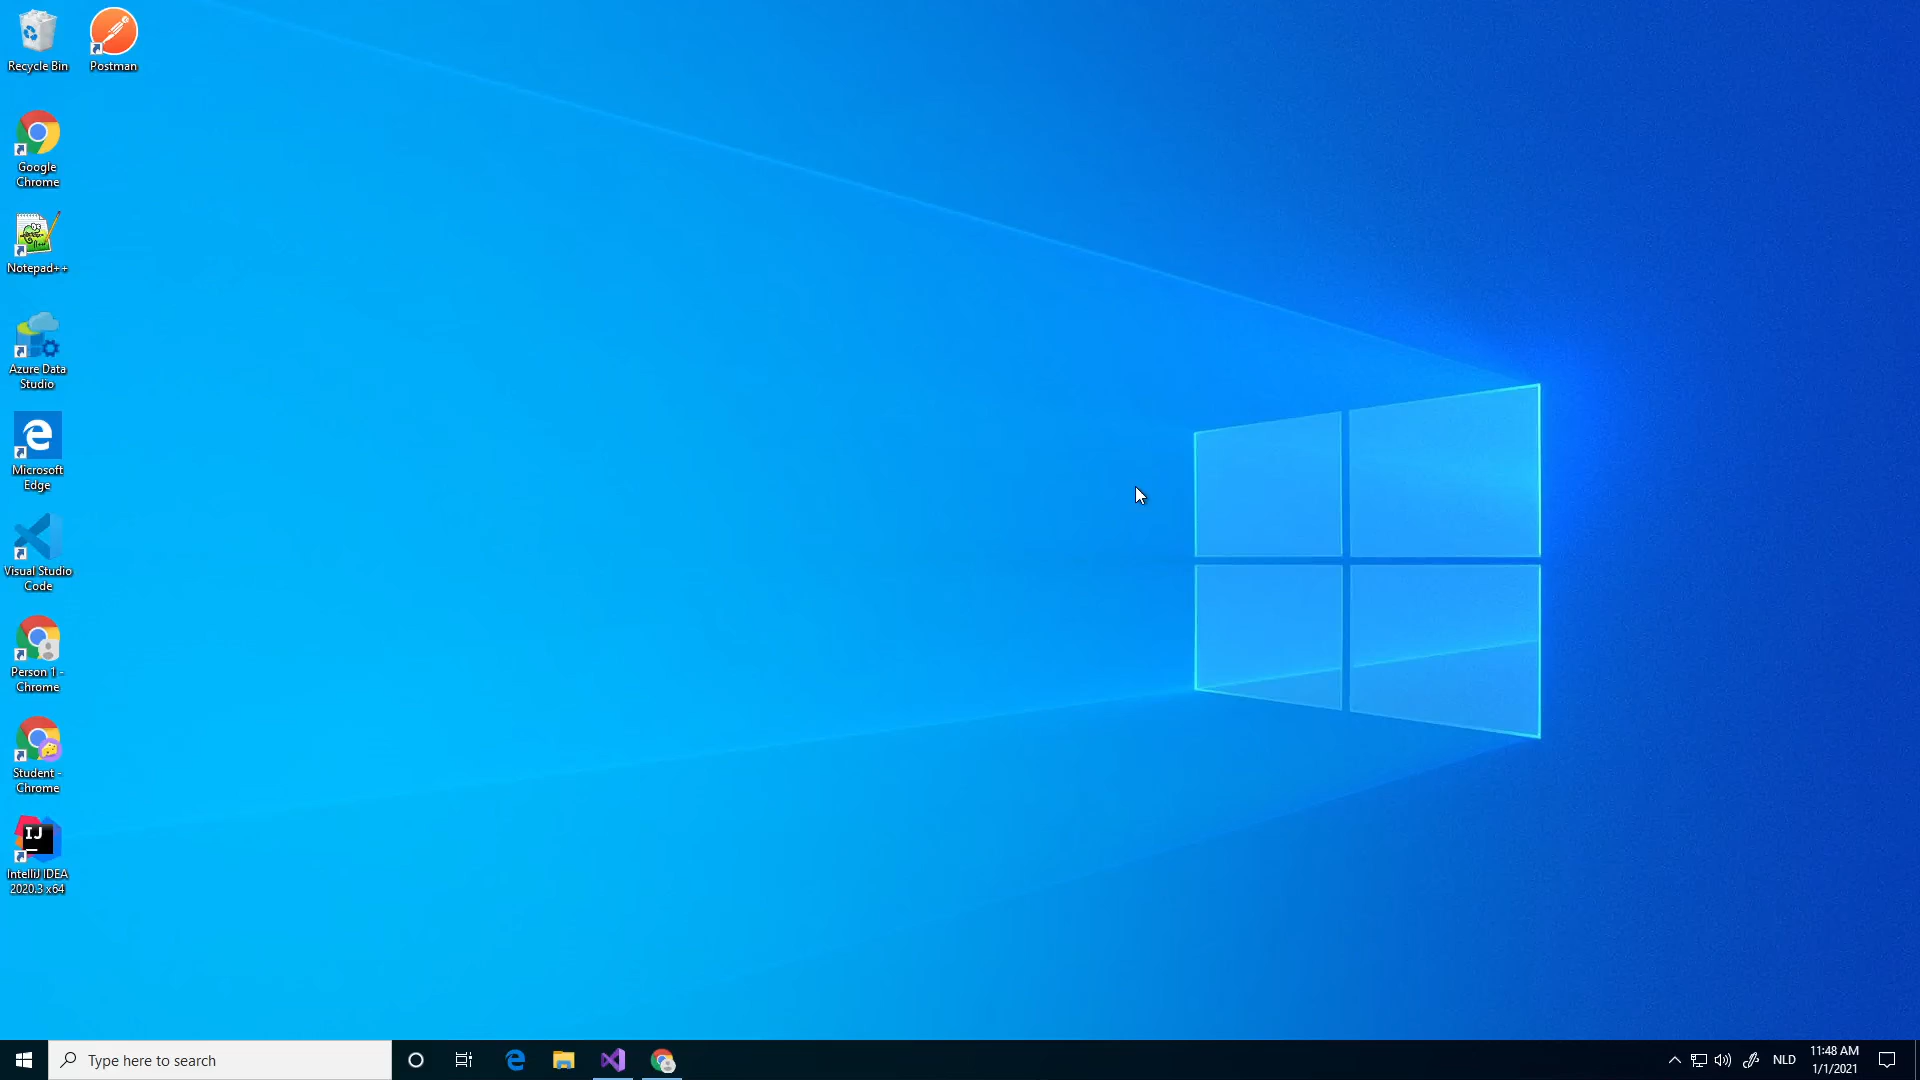 Recycle Bin
Postman
Google
Chrome
Notepad++
Azure Data
Studio
Microsoft
Edge
Visual Studio
Code
Person 1 -
Chrome
Student -
Chrome
IJ
IntelliJ IDEA
2020.3 x64
Type here to search
NLD
11:48 AM
1/1/2021